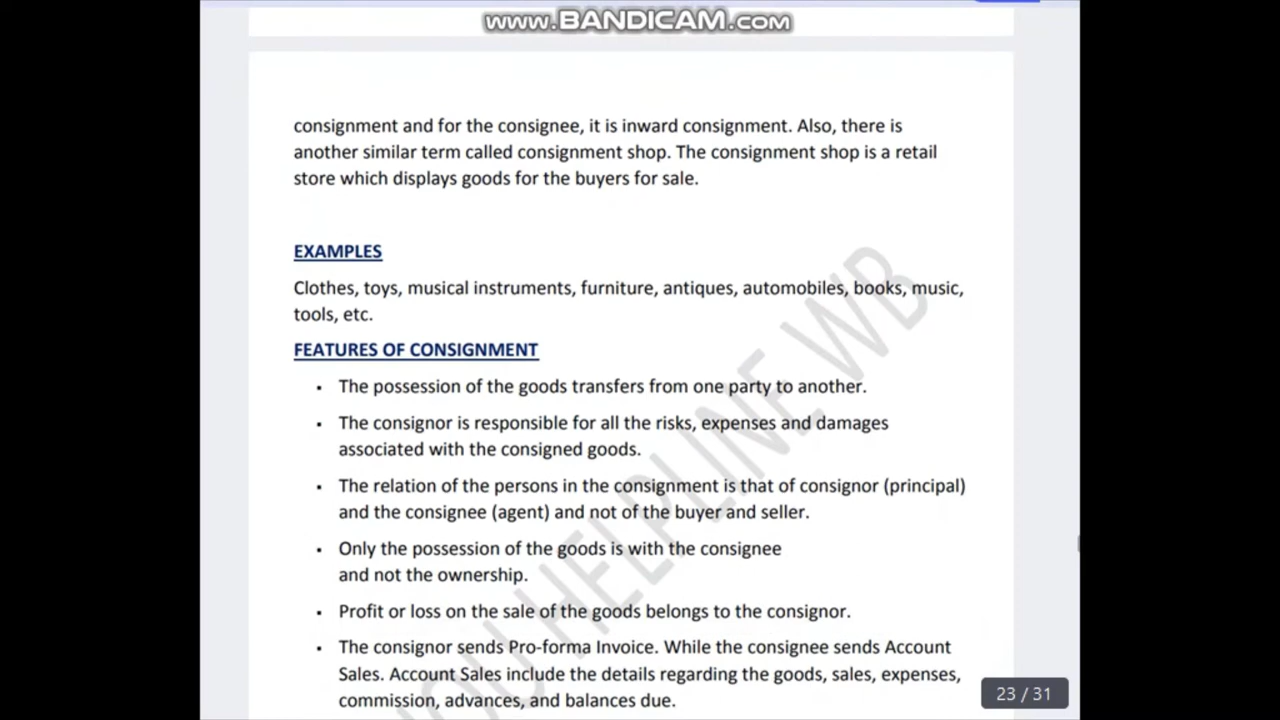 www.BANDICAM.com
consignment and for the consignee, it is inward consignment. Also, there is
another similar term called consignment shop. The consignment shop is a retail
store which displays goods for the buyers for sale.
EXAMPLES
Clothes, toys, musical instruments, furniture, antiques, automobiles, books, music,
tools, etc.
FEATURES OF CONSIGNMENT
▪ The possession of the goods transfers from one party to another.
▪ The consignor is responsible for all the risks, expenses and damages
associated with the consigned goods.
▪ The relation of the persons in the consignment is that of consignor (principal)
and the consignee (agent) and not of the buyer and seller.
▪ Only the possession of the goods is with the consignee
and not the ownership.
▪ Profit or loss on the sale of the goods belongs to the consignor.
▪ The consignor sends Pro-forma Invoice. While the consignee sends Account
Sales. Account Sales include the details regarding the goods, sales, expenses,
commission, advances, and balances due.
23 / 31
HELPLINE WB